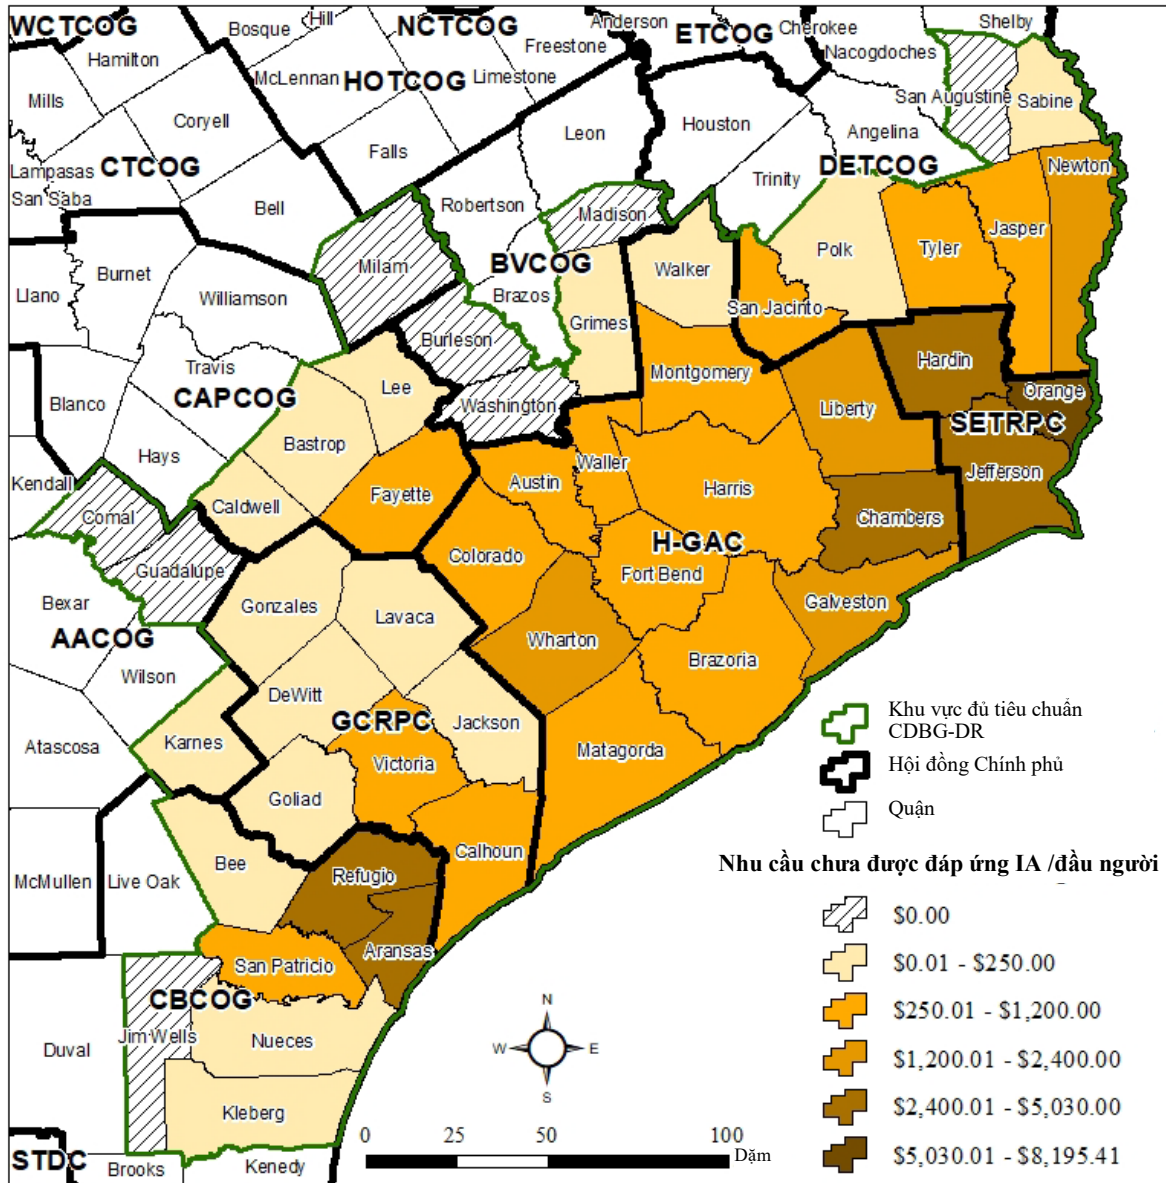 WCTCOG
Hamilton
Bosque
Hill
NCTCOG
Freestone
Anderson
ETCOG
Cherokee
Nacogdoches
Shelby
McLennan
HOTCOG
Limestone
San Augustine
Sabine
Mills
Coryell
Falls
Leon
Houston
Angelina
Lampasas
CTCOG
San Saba
Bell
Robertson
Madison
Trinity
DETCOG
Newton
Jasper
Burnet
Milam
BVCOG
Walker
Polk
Tyler
Llano
Williamson
Brazos
Grimes
San Jacinto
Burleson
Hardin
Travis
Lee
Montgomery
Orange
Blanco
CAPCOG
Washington
Liberty
SETRPC
Bastrop
Hays
Waller
Jefferson
Kendall
Caldwell
Fayette
Austin
Harris
Comal
Chambers
Colorado
H-GAC
Guadalupe
Fort Bend
Bexar
Gonzales
Lavaca
Galveston
AACOG
Wharton
Brazoria
Wilson
DeWitt
Jackson
Atascosa
Karnes
GCRPC
Victoria
Matagorda
Goliad
Calhoun
Bee
McMullen
Live Oak
Refugio
Aransas
San Patricio
CBCOG
Jim Wells
Nueces
Duval
Kleberg
STDC
Brooks
Kenedy
N
W
E
S
0
25
50
100
Dặm
Khu vực đủ tiêu chuẩn
CDBG-DR
Hội đồng Chính phủ
Quận
Nhu cầu chưa được đáp ứng IA /đầu người
$0.00
$0.01 - $250.00
$250.01 - $1,200.00
$1,200.01 - $2,400.00
$2,400.01 - $5,030.00
$5,030.01 - $8,195.41